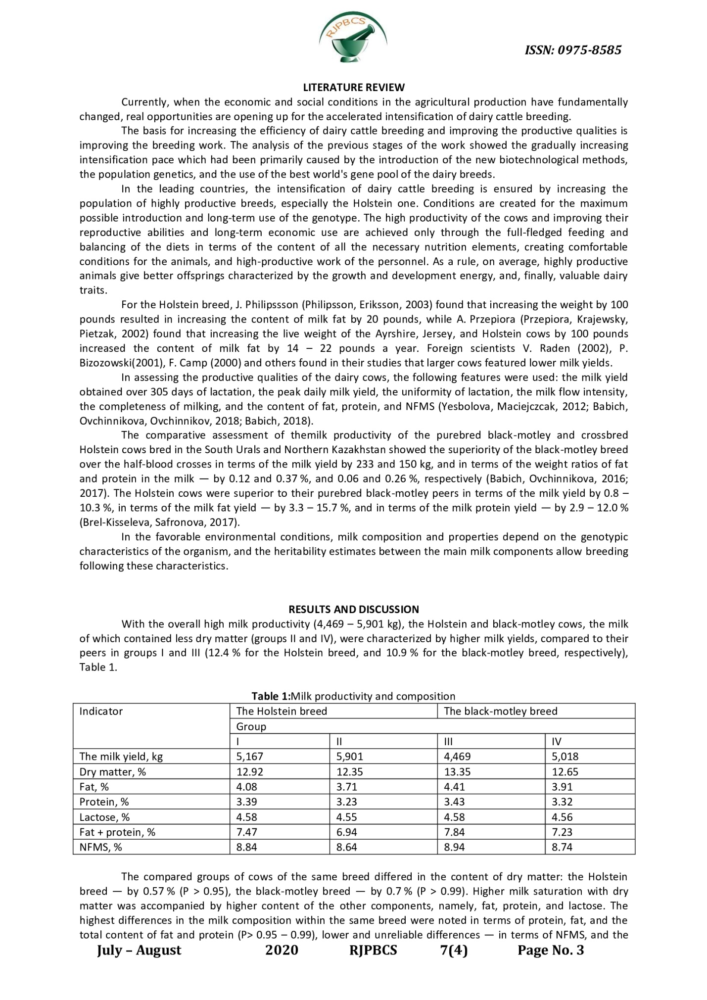 RJPBCS
ISSN: 0975-8585
LITERATURE REVIEW
Currently, when the economic and social conditions in the agricultural production have fundamentally
changed, real opportunities are opening up for the accelerated intensification of dairy cattle breeding.
The basis for increasing the efficiency of dairy cattle breeding and improving the productive qualities is
improving the breeding work. The analysis of the previous stages of the work showed the gradually increasing
intensification pace which had been primarily caused by the introduction of the new biotechnological methods,
the population genetics, and the use of the best world's gene pool of the dairy breeds.
In the leading countries, the intensification of dairy cattle breeding is ensured by increasing the
population of highly productive breeds, especially the Holstein one. Conditions are created for the maximum
possible introduction and long-term use of the genotype. The high productivity of the cows and improving their
reproductive abilities and long-term economic use are achieved only through the full-fledged feeding and
balancing of the diets in terms of the content of all the necessary nutrition elements, creating comfortable
conditions for the animals, and high-productive work of the personnel. As a rule, on average, highly productive
animals give better offsprings characterized by the growth and development energy, and, finally, valuable dairy
traits.
For the Holstein breed, J. Philipssson (Philipsson, Eriksson, 2003) found that increasing the weight by 100
pounds resulted in increasing the content of milk fat by 20 pounds, while A. Przepiora (Przepiora, Krajewsky,
Pietzak, 2002) found that increasing the live weight of the Ayrshire, Jersey, and Holstein cows by 100 pounds
increased the content of milk fat by 14 – 22 pounds a year. Foreign scientists V. Raden (2002), P.
Bizozowski(2001), F. Camp (2000) and others found in their studies that larger cows featured lower milk yields.
In assessing the productive qualities of the dairy cows, the following features were used: the milk yield
obtained over 305 days of lactation, the peak daily milk yield, the uniformity of lactation, the milk flow intensity,
the completeness of milking, and the content of fat, protein, and NFMS (Yesbolova, Maciejczcak, 2012; Babich,
Ovchinnikova, Ovchinnikov, 2018; Babich, 2018).
The comparative assessment of themilk productivity of the purebred black-motley and crossbred
Holstein cows bred in the South Urals and Northern Kazakhstan showed the superiority of the black-motley breed
over the half-blood crosses in terms of the milk yield by 233 and 150 kg, and in terms of the weight ratios of fat
and protein in the milk — by 0.12 and 0.37 %, and 0.06 and 0.26 %, respectively (Babich, Ovchinnikova, 2016;
2017). The Holstein cows were superior to their purebred black-motley peers in terms of the milk yield by 0.8 –
10.3 %, in terms of the milk fat yield — by 3.3 – 15.7 %, and in terms of the milk protein yield — by 2.9 – 12.0 %
(Brel-Kisseleva, Safronova, 2017).
In the favorable environmental conditions, milk composition and properties depend on the genotypic
characteristics of the organism, and the heritability estimates between the main milk components allow breeding
following these characteristics.
RESULTS AND DISCUSSION
With the overall high milk productivity (4,469 – 5,901 kg), the Holstein and black-motley cows, the milk
of which contained less dry matter (groups II and IV), were characterized by higher milk yields, compared to their
peers in groups I and III (12.4 % for the Holstein breed, and 10.9 % for the black-motley breed, respectively),
Table 1.
Table 1:Milk productivity and composition
Indicator The Holstein breed The black-motley breed
Group
I II III IV
The milk yield, kg 5,167 5,901 4,469 5,018
Dry matter, % 12.92 12.35 13.35 12.65
Fat, % 4.08 3.71 4.41 3.91
Protein, % 3.39 3.23 3.43 3.32
Lactose, % 4.58 4.55 4.58 4.56
Fat + protein, % 7.47 6.94 7.84 7.23
NFMS, % 8.84 8.64 8.94 8.74
The compared groups of cows of the same breed differed in the content of dry matter: the Holstein
breed — by 0.57 % (P > 0.95), the black-motley breed — by 0.7 % (P > 0.99). Higher milk saturation with dry
matter was accompanied by higher content of the other components, namely, fat, protein, and lactose. The
highest differences in the milk composition within the same breed were noted in terms of protein, fat, and the
total content of fat and protein (P> 0.95 – 0.99), lower and unreliable differences — in terms of NFMS, and the
July – August 2020 RJPBCS 7(4) Page No. 3